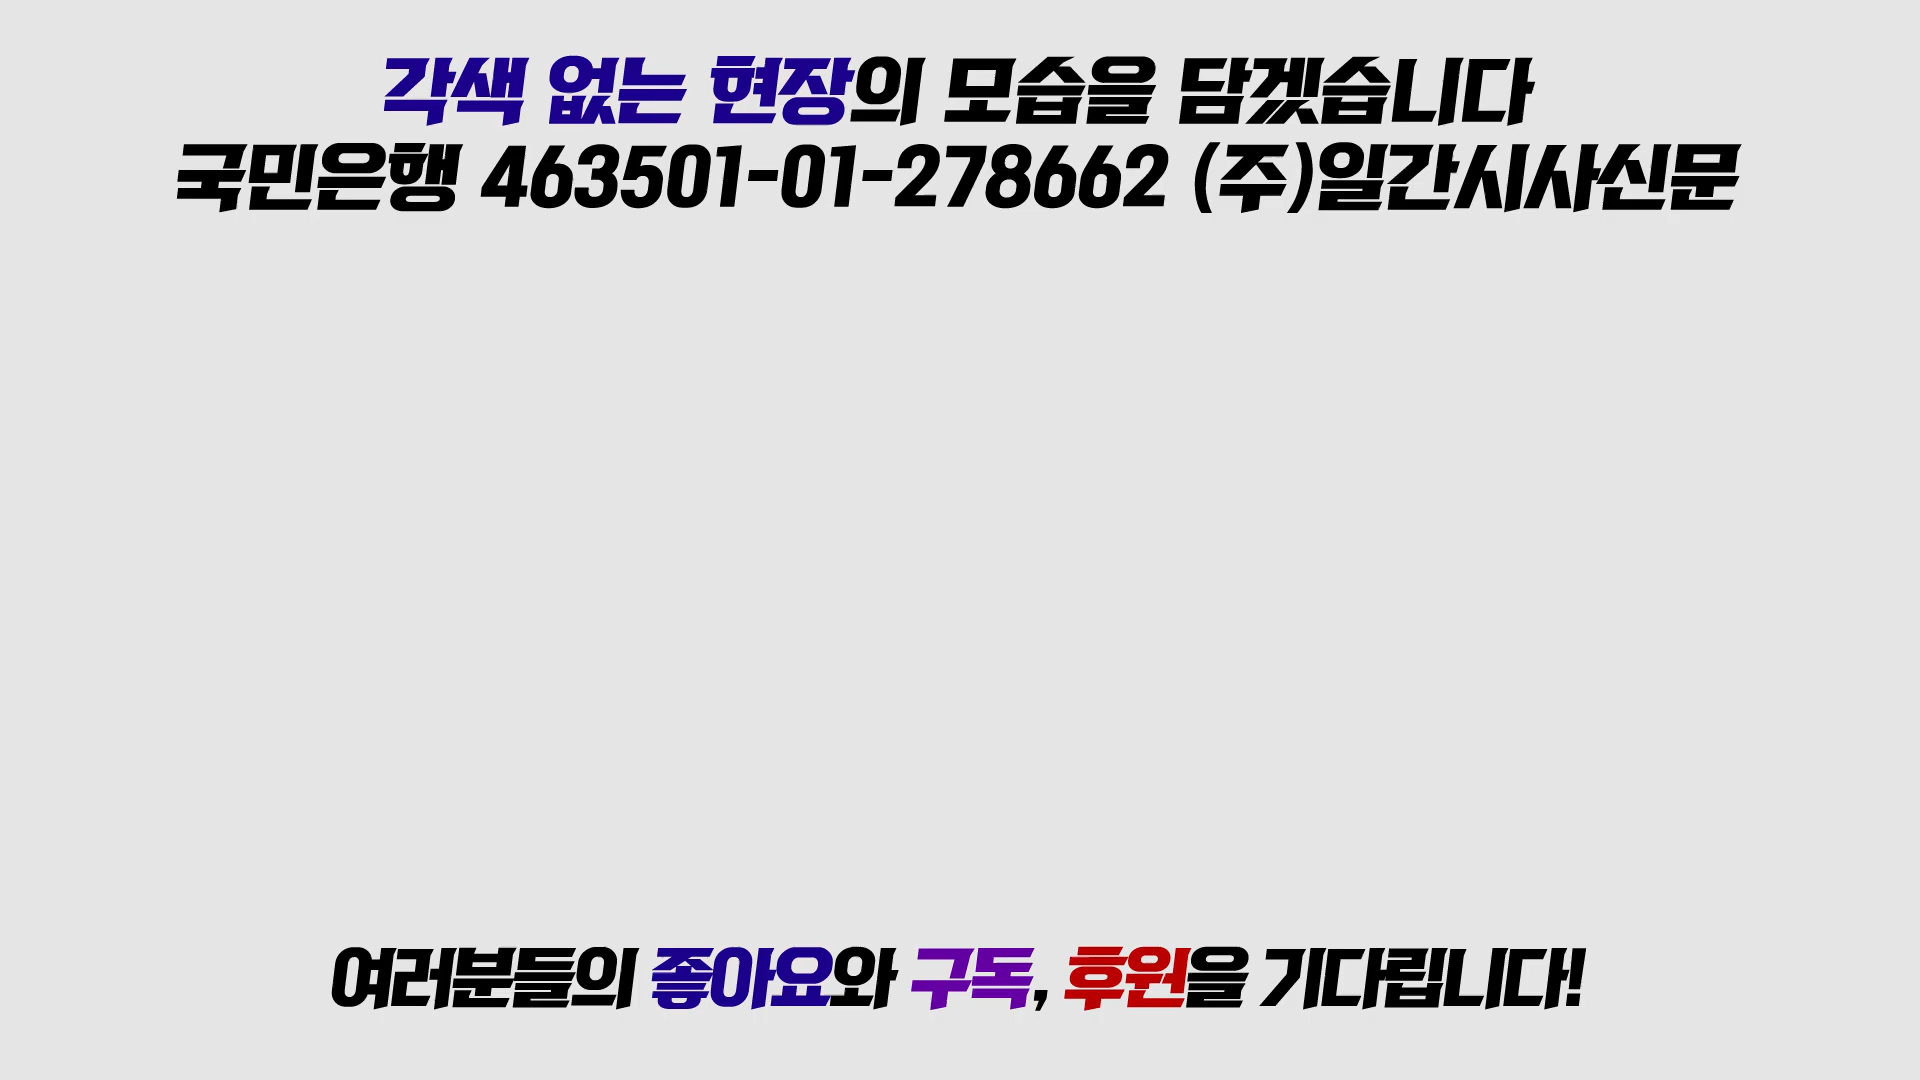 각색 없는 현장의 모습을 담겠습니다
국민은행 463501-01-278662 (주)일간시사신문
여러분들의 좋아요와 구독, 후원을 기다립니다!